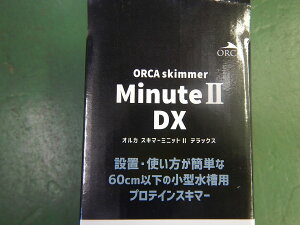 ORCA
ORCA skimmer
Minute II
DX
オルカ スキマーミニット II デラックス
設置・使い方が簡単な
60cm以下の小型水槽用
プロテインスキマー